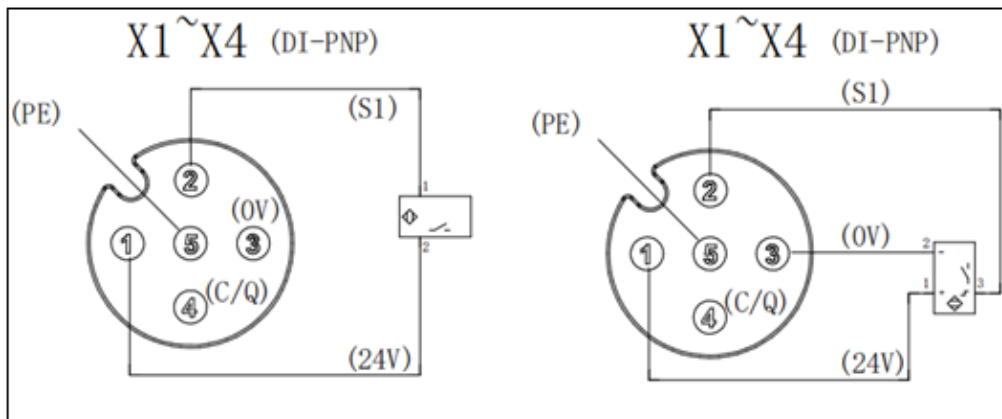 X1~X4 (DI-PNP)
(S1)
(PE)
2
1
(0V)
1
5
3
2
4
(C/Q)
(24V)
X1~X4 (DI-PNP)
(S1)
(PE)
2
(0V)
2
-
1
5
3
1
+
3
4
(C/Q)
(24V)